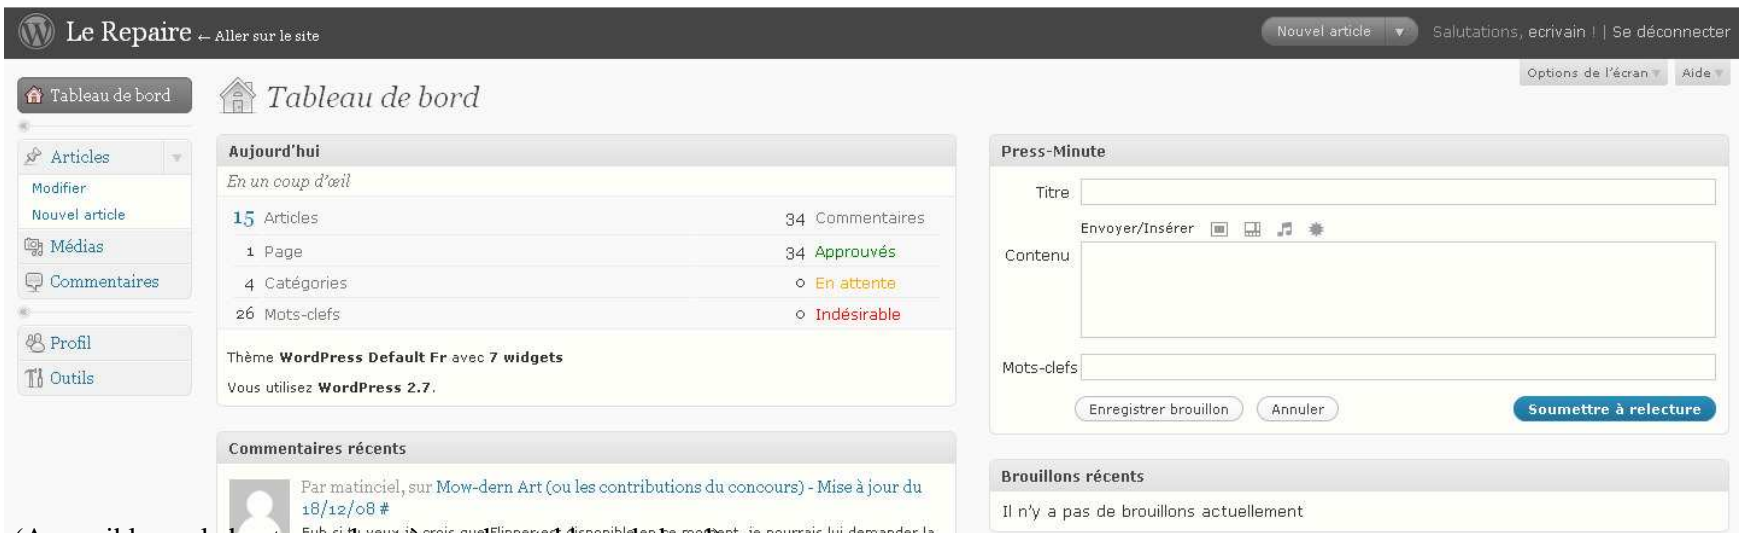 Le Repaire ← Aller sur le site
Nouvel article
Salutations, ecrivain ! | Se déconnecter
Options de l'écran
Aide
Tableau de bord
Articles
Modifier
Nouvel article
Médias
Commentaires
Profil
Outils
Tableau de bord
Aujourd'hui
En un coup d'œil
15 Articles
34 Commentaires
1 Page
34 Approuvés
4 Catégories
0 En attente
26 Mots-clefs
0 Indésirable
Thème WordPress Default Fr avec 7 widgets
Vous utilisez WordPress 2.7.
Commentaires récents
Par matinciel, sur Mow-dern Art (ou les contributions du concours) - Mise à jour du
18/12/08 #
Press-Minute
Titre
Envoyer/Insérer
Contenu
Mots-clefs
Enregistrer brouillon
Annuler
Soumettre à relecture
Brouillons récents
Il n'y a pas de brouillons actuellement